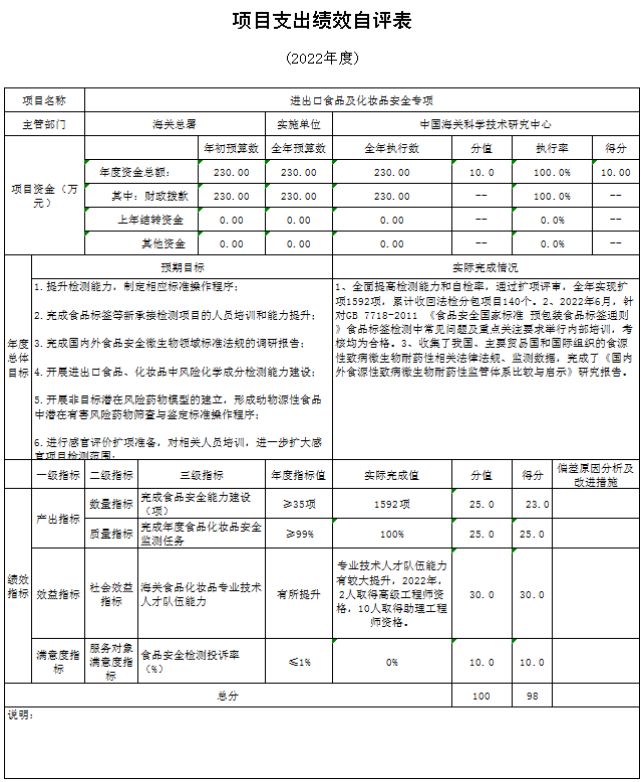 项目支出绩效自评表
(2022年度)
项目名称 进出口食品及化妆品安全专项
主管部门 海关总署 实施单位 中国海关科学技术研究中心
项目资金（万元） 年初预算数 全年预算数 全年执行数 分值 执行率 得分
年度资金总额： 230.00 230.00 230.00 10.0 100.0% 10.00
其中：财政拨款 230.00 230.00 230.00 -- 100.0% --
上年结转资金 0.00 0.00 0.00 -- 0.0% --
其他资金 0.00 0.00 0.00 -- 0.0% --
年度总体目标 预期目标 实际完成情况
1.提升检测能力，制定相应标准操作程序；
2.完成食品标签等新承接检测项目的人员培训和能力提升；
3.完成国内外食品安全微生物领域标准法规的调研报告；
4.开展进出口食品、化妆品中风险化学成分检测能力建设；
5.开展非目标潜在风险药物模型的建立，形成动物源性食品
中潜在有害风险药物筛查与鉴定标准操作程序；
6.进行感官评价扩项准备，对相关人员培训，进一步扩大感
官项目检测范围；
1、全面提高检测能力和自检率，通过扩项评审，全年实现扩
项1592项，累计收回法检分包项目140个。2、2022年6月，针
对GB 7718-2011 《食品安全国家标准 预包装食品标签通则
》食品标签检测中常见问题及重点关注要求举行内部培训，考
核均为合格。3、收集了我国、主要贸易国和国际组织的食源
性致病微生物耐药性相关法律法规、监测数据，完成了《国内
外食源性致病微生物耐药性监管体系比较与启示》研究报告。
绩效指标 一级指标 二级指标 三级指标 年度指标值 实际完成值 分值 得分 偏差原因分析及改进措施
产出指标 数量指标 完成食品安全能力建设（项） ≥35项 1592项 25.0 23.0
质量指标 完成年度食品化妆品安全监测任务 ≥99% 100% 25.0 25.0
效益指标 社会效益指标 海关食品化妆品专业技术人才队伍能力 有所提升 专业技术人才队伍能力有较大提升，2022年，2人取得高级工程师资格，10人取得助理工程师资格。 30.0 30.0
满意度指标 服务对象满意度指标 食品安全检测投诉率（%） ≤1% 0% 10.0 10.0
总分 100 98
说明：